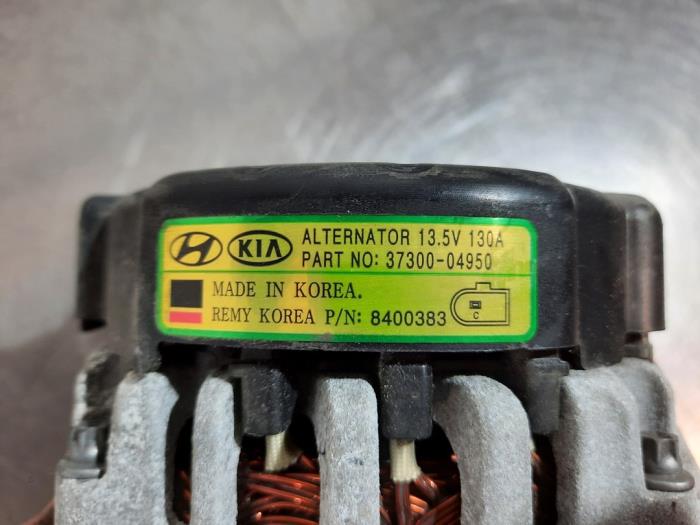 KIA ALTERNATOR 13.5V 130A
PART NO: 37300-04950
MADE IN KOREA.
REMY KOREA P/N: 8400383
C